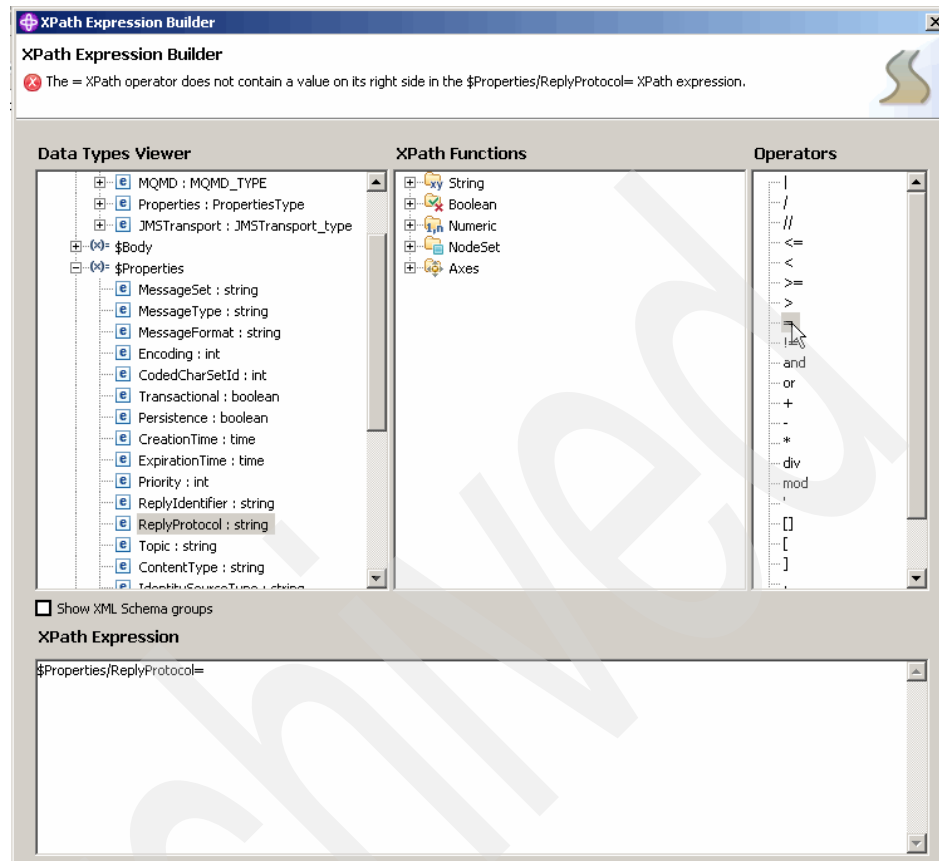 XPath Expression Builder
XPath Expression Builder
The = XPath operator does not contain a value on its right side in the $Properties/ReplyProtocol= XPath expression.
Data Types Viewer
MQMD : MQMD_TYPE
Properties : PropertiesType
JMSTransport : JMSTransport_type
$Body
$Properties
MessageSet : string
MessageType : string
MessageFormat : string
Encoding : int
CodedCharSetId : int
Transactional : boolean
Persistence : boolean
CreationTime : time
ExpirationTime : time
Priority : int
ReplyIdentifier : string
ReplyProtocol : string
Topic : string
ContentType : string
IdentitySourceType : string
XPath Functions
String
Boolean
Numeric
NodeSet
Axes
Operators
|
/
//
<=
<
>=
>
=
!=
and
or
+
-
*
div
mod
'
[]
[
]
,
Show XML Schema groups
XPath Expression
$Properties/ReplyProtocol=